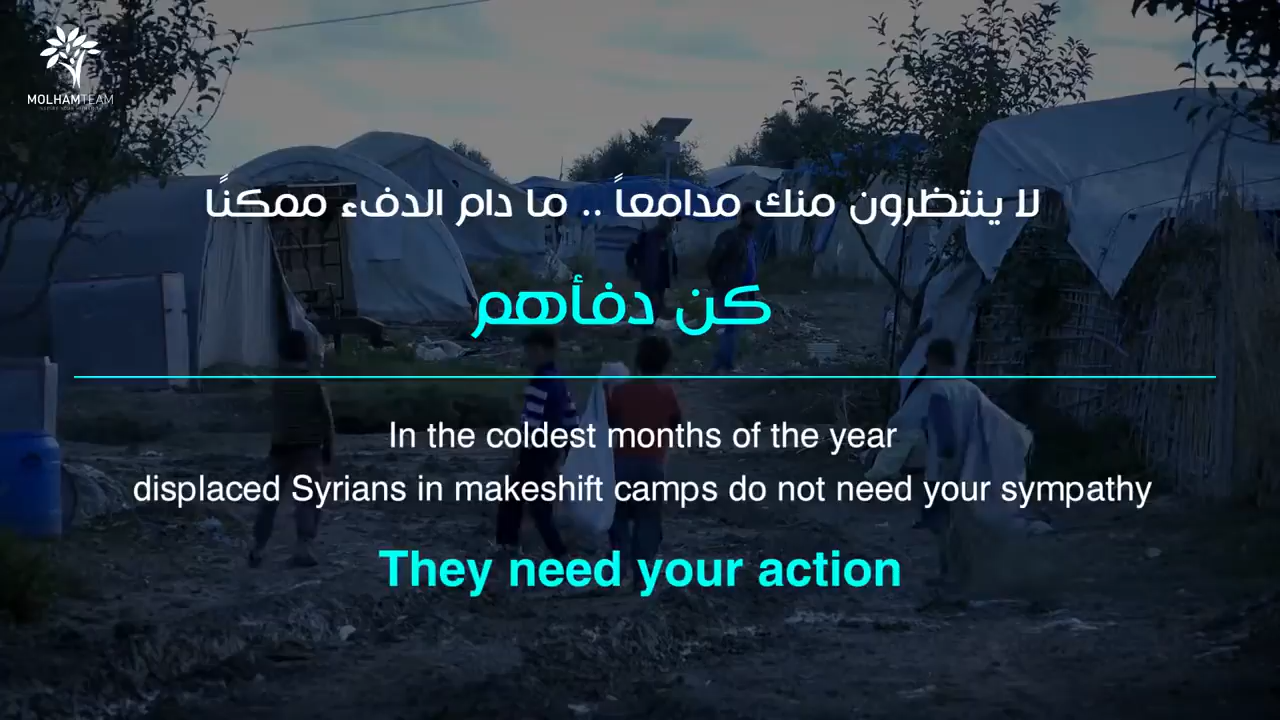 MOLHAMTEAM
لا ينتظرون منك مدامعاً .. ما دام الدفء ممكنًا
كن دفأهم
In the coldest months of the year
displaced Syrians in makeshift camps do not need your sympathy
They need your action